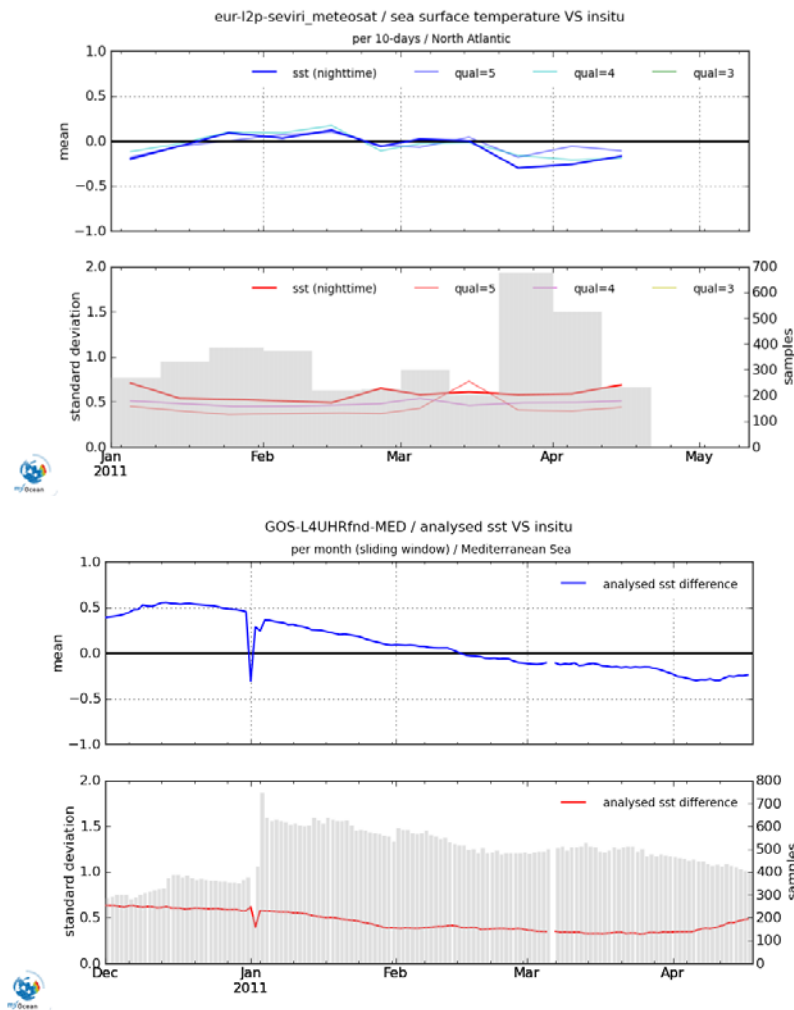 eur-l2p-seviri_meteosat / sea surface temperature VS insitu
per 10-days / North Atlantic
1.0
0.5
0.0
−0.5
−1.0
mean
sst (nighttime) qual=5 qual=4 qual=3
2.0
1.5
1.0
0.5
0.0
standard deviation
sst (nighttime) qual=5 qual=4 qual=3
700
600
500
400
300
200
100
0
samples
Jan Feb Mar Apr May
2011
myOcean
GOS-L4UHRfnd-MED / analysed sst VS insitu
per month (sliding window) / Mediterranean Sea
1.0
0.5
0.0
−0.5
−1.0
mean
analysed sst difference
2.0
1.5
1.0
0.5
0.0
standard deviation
analysed sst difference
800
700
600
500
400
300
200
100
0
samples
Dec Jan Feb Mar Apr
2011
myOcean